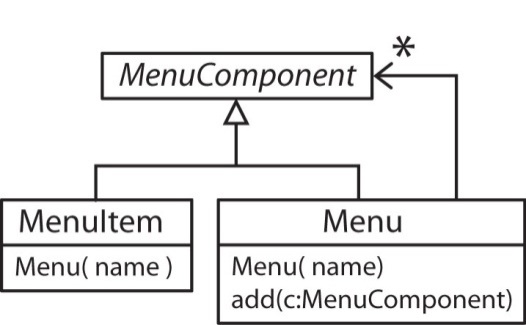 *
MenuComponent
MenuItem
Menu( name )
Menu
Menu( name)
add(c:MenuComponent)